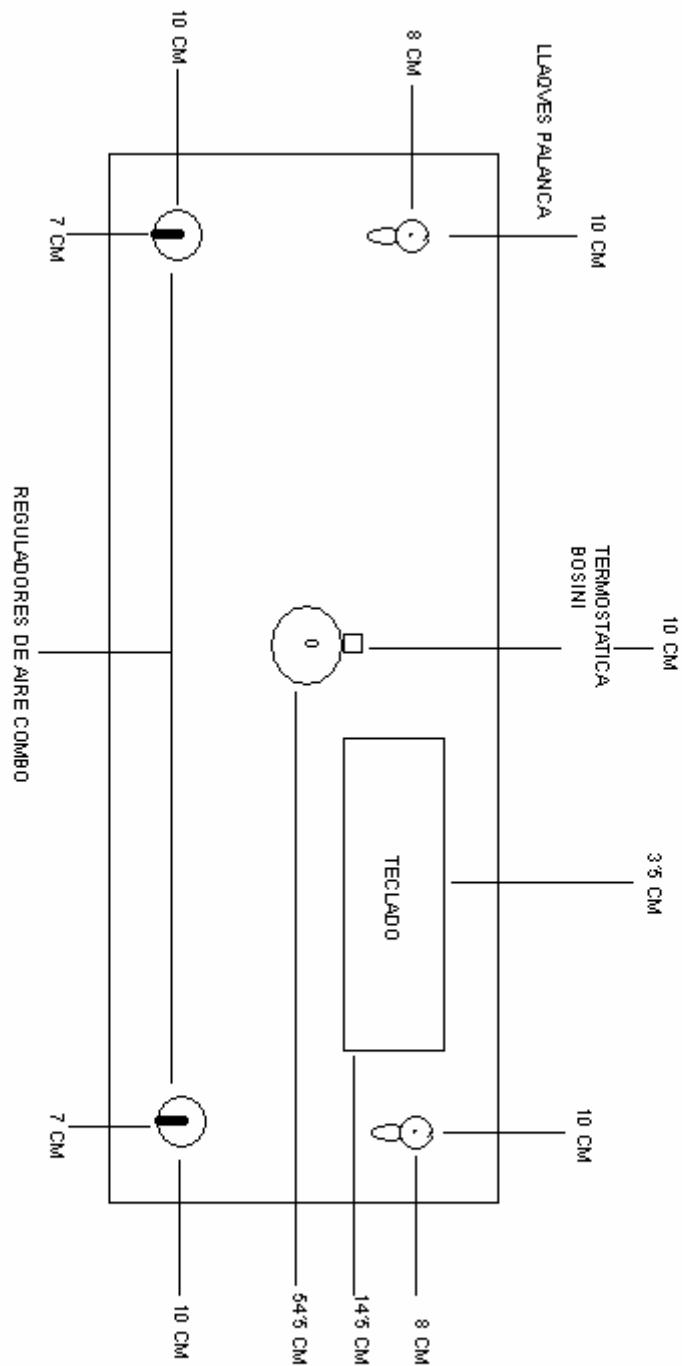 10 CM
3'5 CM
TERMOSTATICA
BOSINI
10 CM
10 CM
LLAQVES PALANCA
8 CM
8 CM
TECLADO
14'5 CM
54'5 CM
10 CM
10 CM
7 CM
7 CM
REGULADORES DE AIRE COMBO